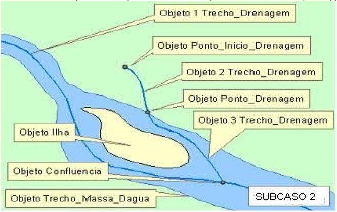 Objeto 1 Trecho_Drenagem
Objeto Ponto_Inicio_Drenagem
Objeto 2 Trecho_Drenagem
Objeto Ponto_Drenagem
Objeto 3 Trecho_Drenagem
Objeto Ilha
Objeto Confluencia
Objeto Trecho_Massa_Dagua
SUBCASO 2